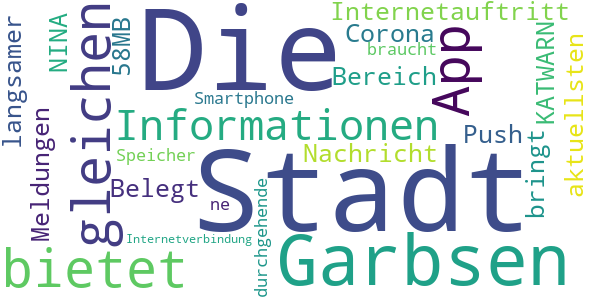 Die
Internetauftritt
Corona
braucht
Bereich
Smartphone
Informationen
Push
Nachricht
Speicher
Belegt
ne
Stadt
Internetverbindung
bietet
Garbsen
langsamer
NINA
58MB
gleichen
Meldungen
App
KATWARN
aktuellsten
bringt
durchgehende